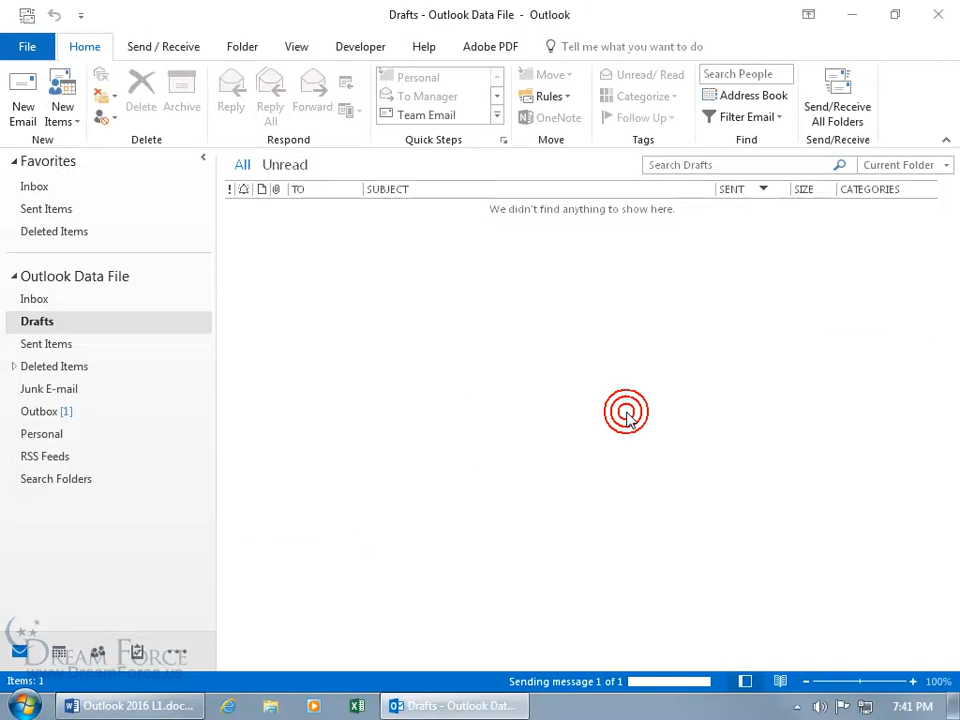 Drafts - Outlook Data File - Outlook
File Home Send / Receive Folder View Developer Help Adobe PDF Tell me what you want to do
New Email
New Items
Delete
Archive
Reply
Reply All
Forward
Personal
To Manager
Team Email
Move
Rules
OneNote
Unread/ Read
Categorize
Follow Up
Search People
Address Book
Filter Email
Send/Receive All Folders
New Delete Respond Quick Steps Move Tags Find Send/Receive
Favorites
Inbox
Sent Items
Deleted Items
Outlook Data File
Inbox
Drafts
Sent Items
Deleted Items
Junk E-mail
Outbox [1]
Personal
RSS Feeds
Search Folders
All Unread
Search Drafts Current Folder
! TO SUBJECT SENT SIZE CATEGORIES
We didn't find anything to show here.
DREAM FORCE
www.DreamForce.us
Items: 1 Sending message 1 of 1 100%
Outlook 2016 L1.doc... Drafts - Outlook Dat... 7:41 PM